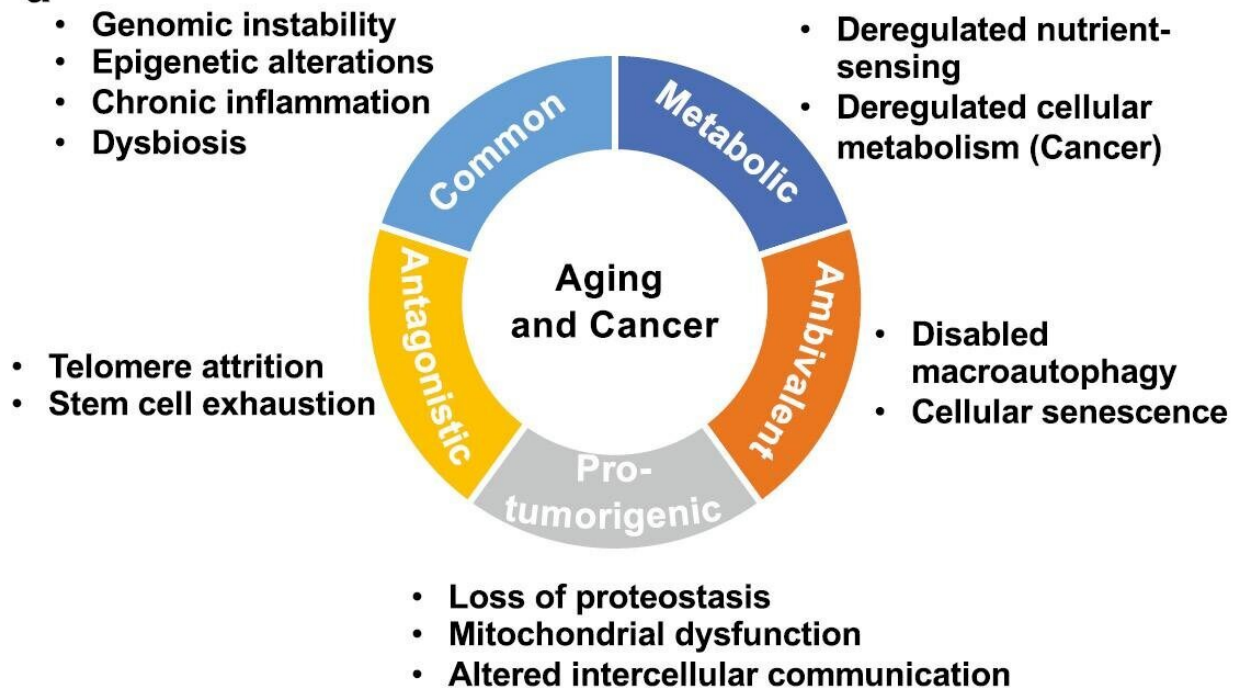 • Genomic instability
• Epigenetic alterations
• Chronic inflammation
• Dysbiosis
• Deregulated nutrient-
sensing
• Deregulated cellular
metabolism (Cancer)
Common
Metabolic
Antagonistic
Ambivalent
Pro-
tumorigenic
Aging
and Cancer
• Telomere attrition
• Stem cell exhaustion
• Disabled
macroautophagy
• Cellular senescence
• Loss of proteostasis
• Mitochondrial dysfunction
• Altered intercellular communication